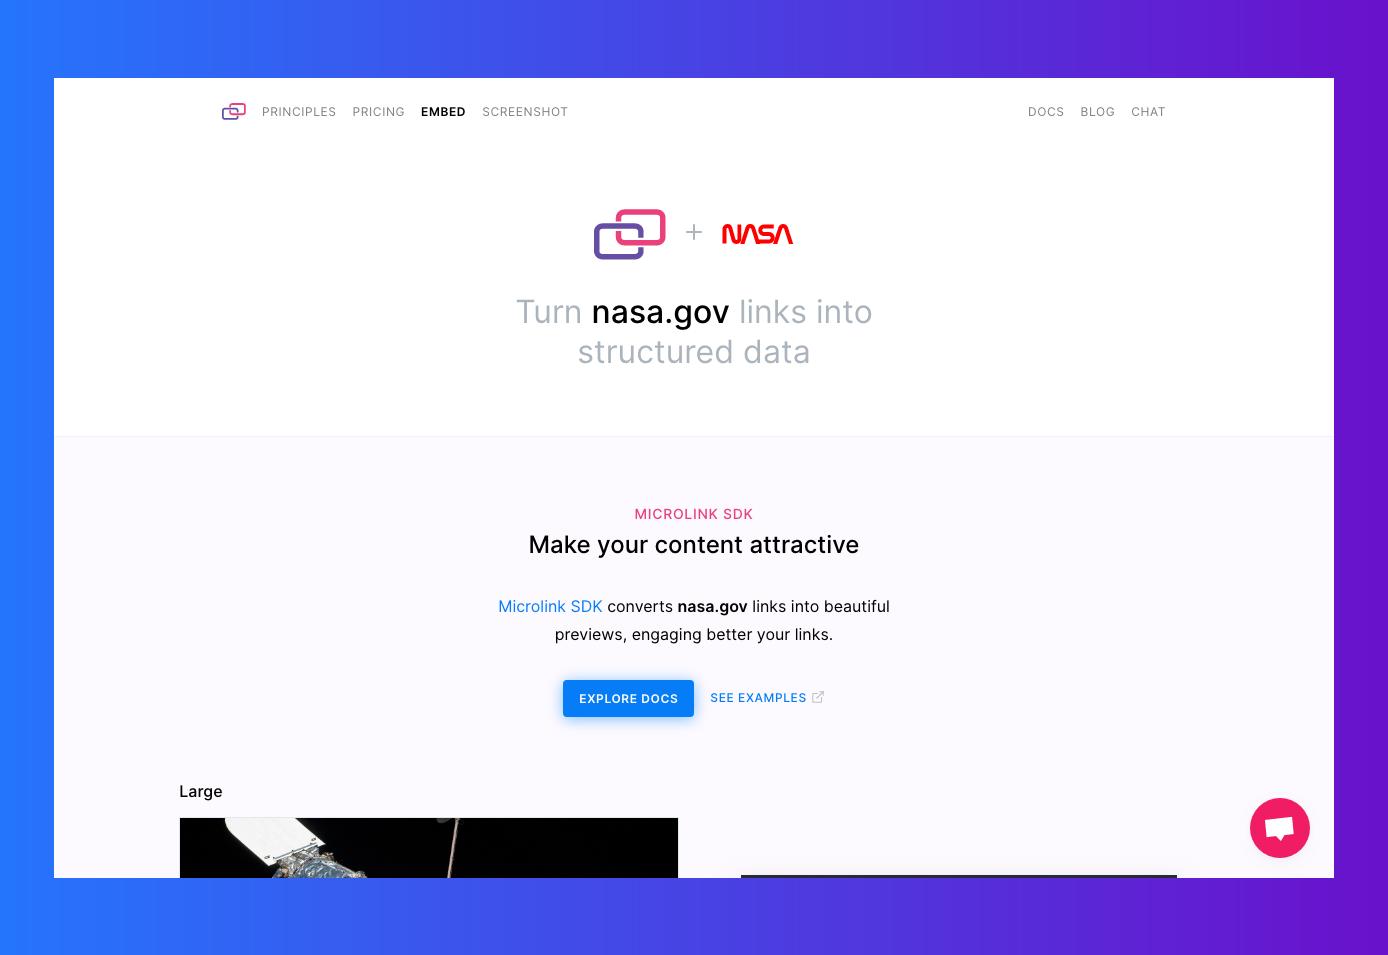 PRINCIPLES PRICING EMBED SCREENSHOT DOCS BLOG CHAT
NASA
Turn nasa.gov links into
structured data
MICROLINK SDK
Make your content attractive
Microlink SDK converts nasa.gov links into beautiful
previews, engaging better your links.
EXPLORE DOCS SEE EXAMPLES
Large